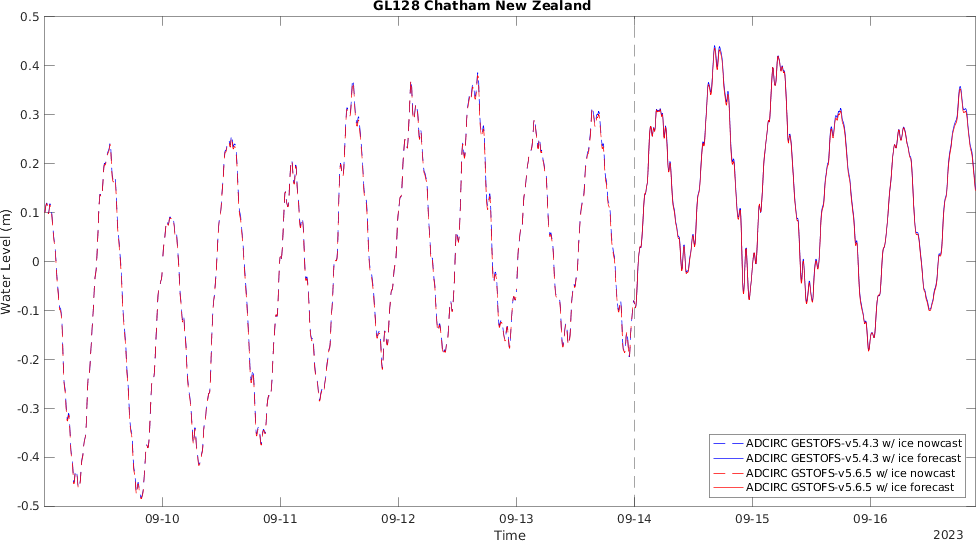 GL128 Chatham New Zealand
0.5
0.4
0.3
0.2
0.1
0
-0.1
-0.2
-0.3
-0.4
-0.5
Water Level (m)
ADCIRC GESTOFS-v5.4.3 w/ ice nowcast
ADCIRC GESTOFS-v5.4.3 w/ ice forecast
ADCIRC GSTOFS-v5.6.5 w/ ice nowcast
ADCIRC GSTOFS-v5.6.5 w/ ice forecast
09-10 09-11 09-12 09-13 09-14 09-15 09-16
Time
2023